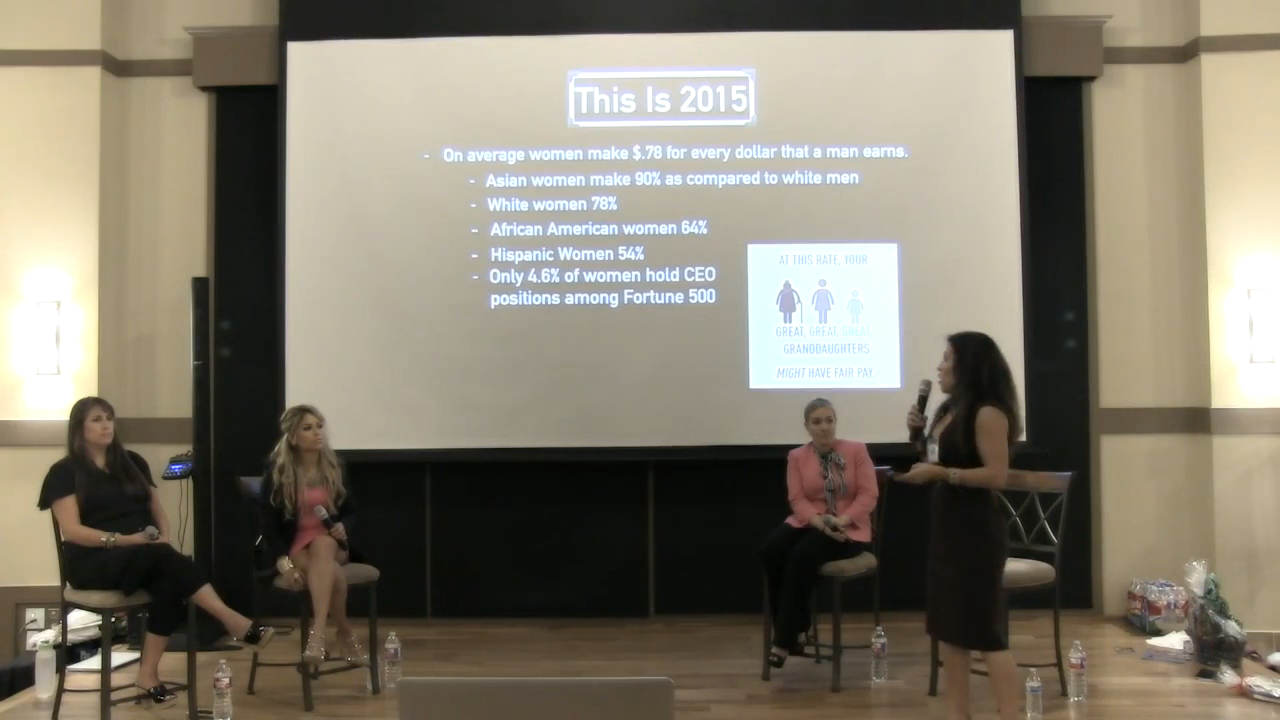 This Is 2015
- On average women make $.78 for every dollar that a man earns.
- Asian women make 90% as compared to white men
- White women 78%
- African American women 64%
- Hispanic Women 54%
- Only 4.6% of women hold CEO
positions among Fortune 500
AT THIS RATE, YOUR
GREAT, GREAT, GREAT,
GRANDDAUGHTERS
MIGHT HAVE FAIR PAY.